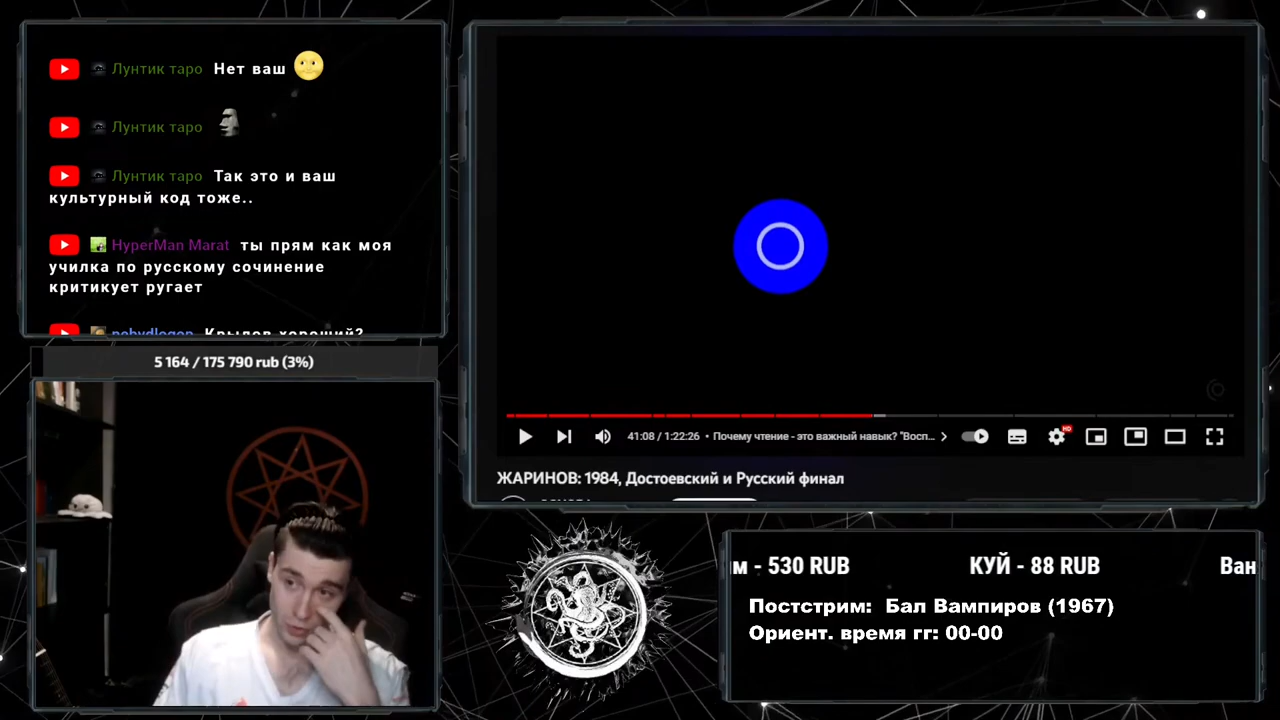 Лунтик таро Нет ваш
Лунтик таро
Лунтик таро Так это и ваш
культурный код тоже..
HyperMan Marat ты прям как моя
училка по русскому сочинение
критикует ругает
Крылов хороший?
5 164 / 175 790 rub (3%)
41:08 / 1:22:26 • Почему чтение - это важный навык? "Восп...
HD
ЖАРИНОВ: 1984, Достоевский и Русский финал
м - 530 RUB КУЙ - 88 RUB Ван
Постстрим: Бал Вампиров (1967)
Ориент. время гг: 00-00